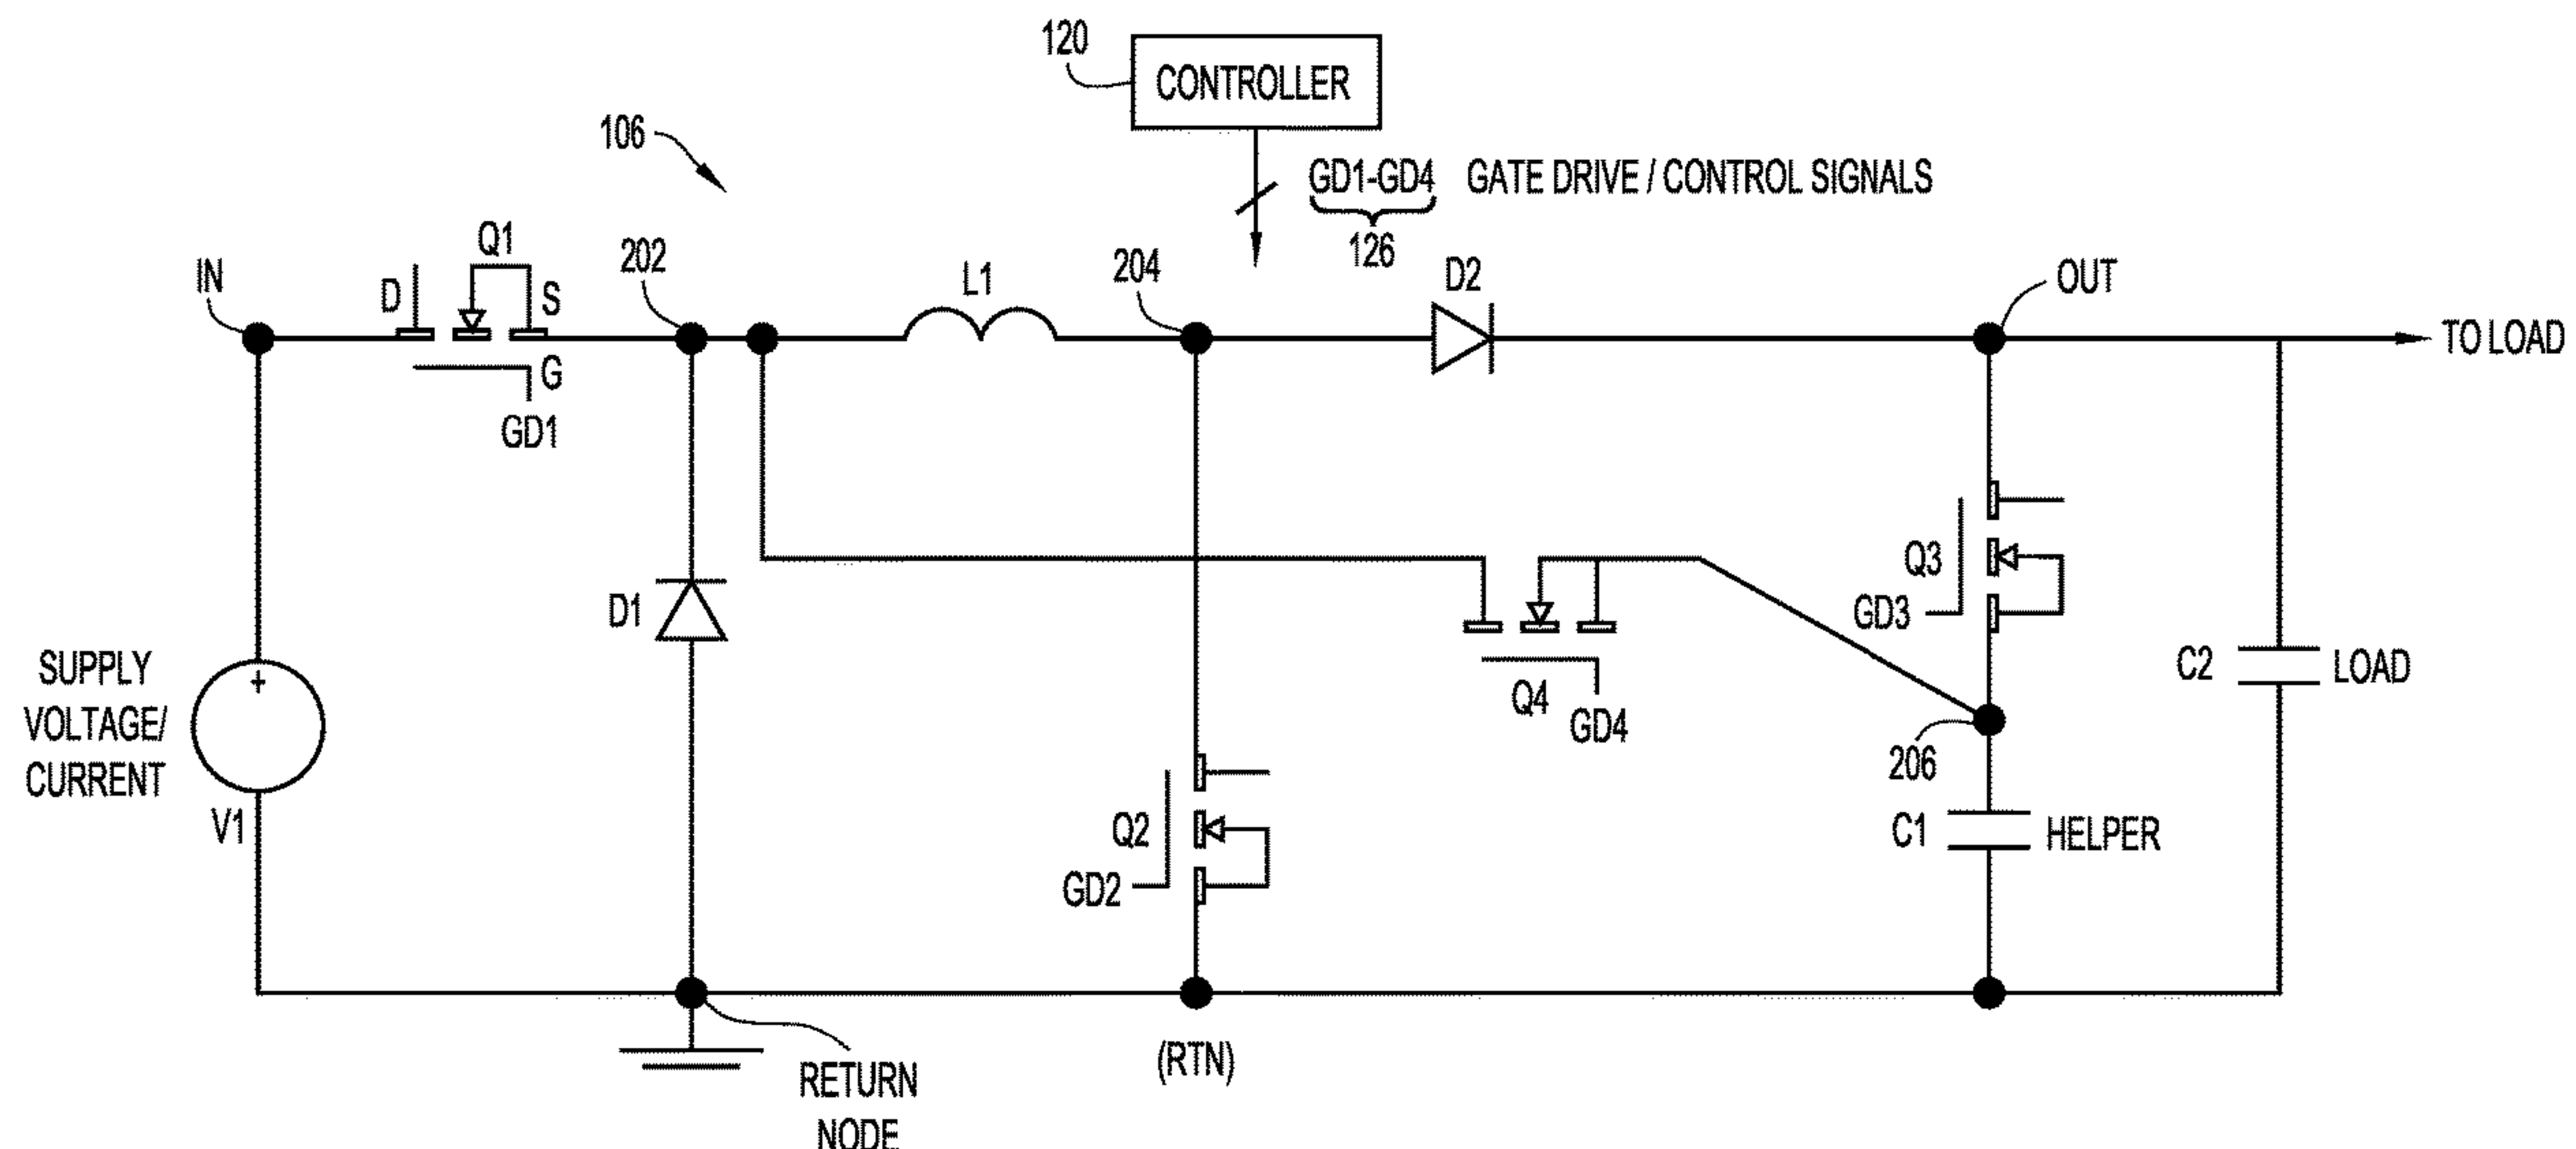 120
CONTROLLER
106
GD1-GD4 GATE DRIVE / CONTROL SIGNALS
126
IN
D
Q1
S
G
GD1
202
L1
204
D2
OUT
TO LOAD
D1
Q3
GD3
SUPPLY
VOLTAGE/
CURRENT
V1
Q4
GD4
206
C2
LOAD
Q2
GD2
C1
HELPER
RETURN
NODE
(RTN)
+